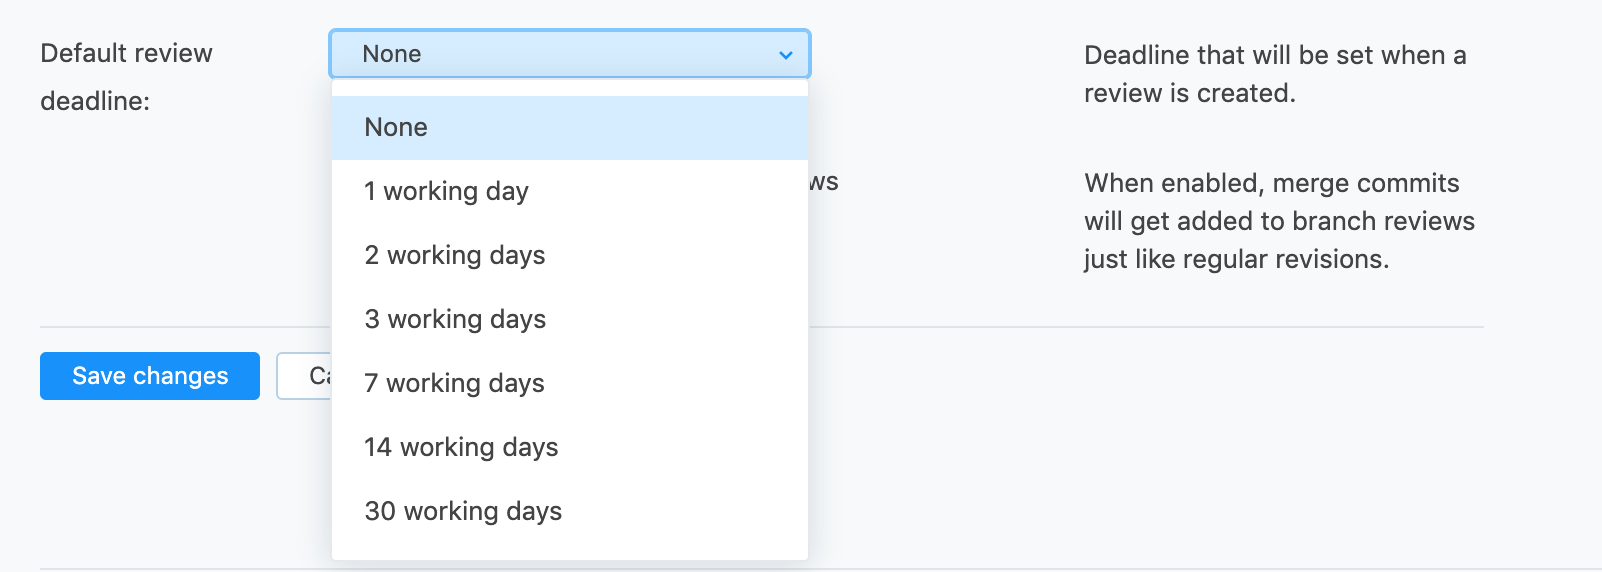 Default review
deadline:
None
None
1 working day
2 working days
3 working days
7 working days
14 working days
30 working days
Deadline that will be set when a
review is created.
When enabled, merge commits
will get added to branch reviews
just like regular revisions.
Save changes